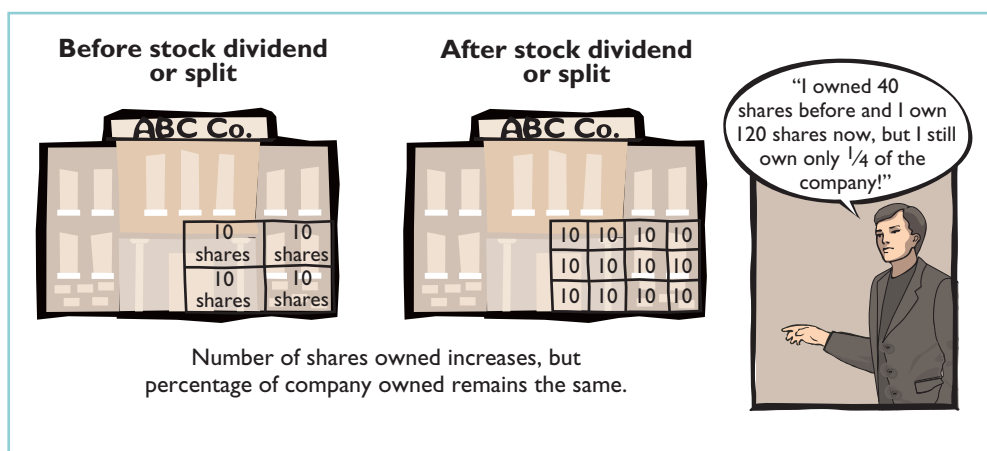 Before stock dividend
or split
ABC Co.
10
shares
10
shares
10
shares
10
shares
After stock dividend
or split
ABC Co.
10 10 10 10
10 10 10 10
10 10 10 10
“I owned 40
shares before and I own
120 shares now, but I still
own only 1/4 of the
company!”
Number of shares owned increases, but
percentage of company owned remains the same.